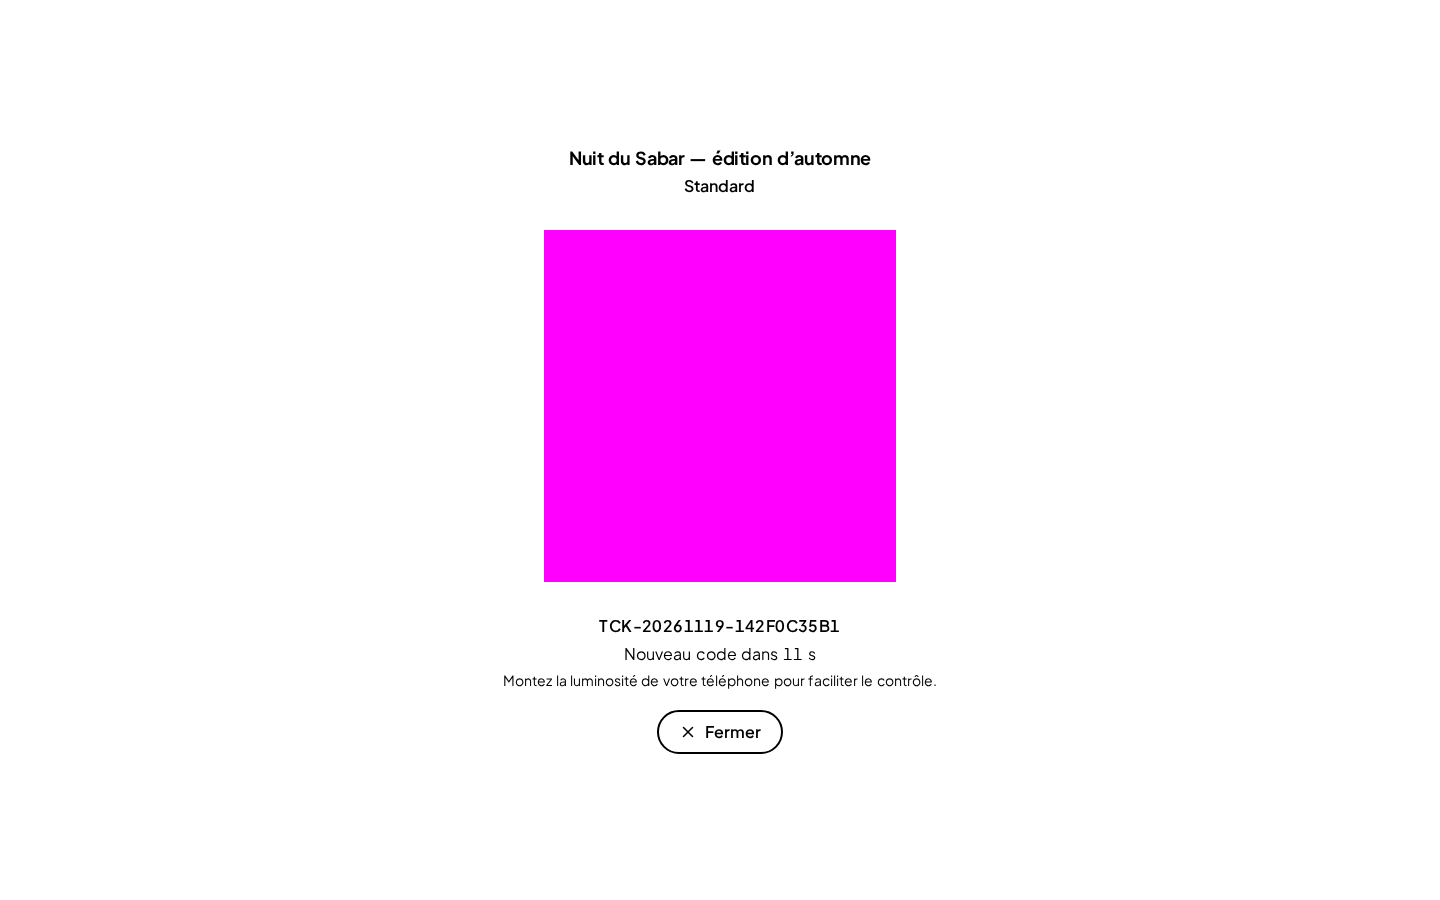 Nuit du Sabar — édition d’automne
Standard
TCK-20261119-142F0C35B1
Nouveau code dans 11 s
Montez la luminosité de votre téléphone pour faciliter le contrôle.
Fermer